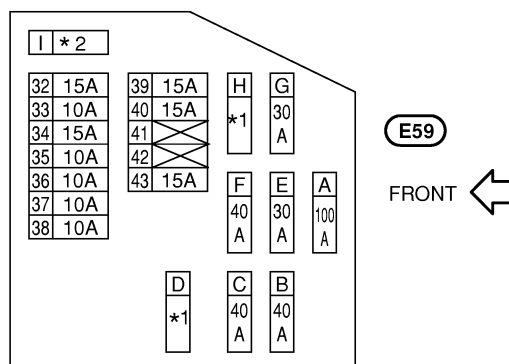 I *2
32 15A 39 15A H G
33 10A 40 15A *1 30 A
34 15A 41
35 10A 42
36 10A 43 15A F E A
37 10A 40 A 30 A 100 A
38 10A
D C B
*1 40 A 40 A
E59
FRONT